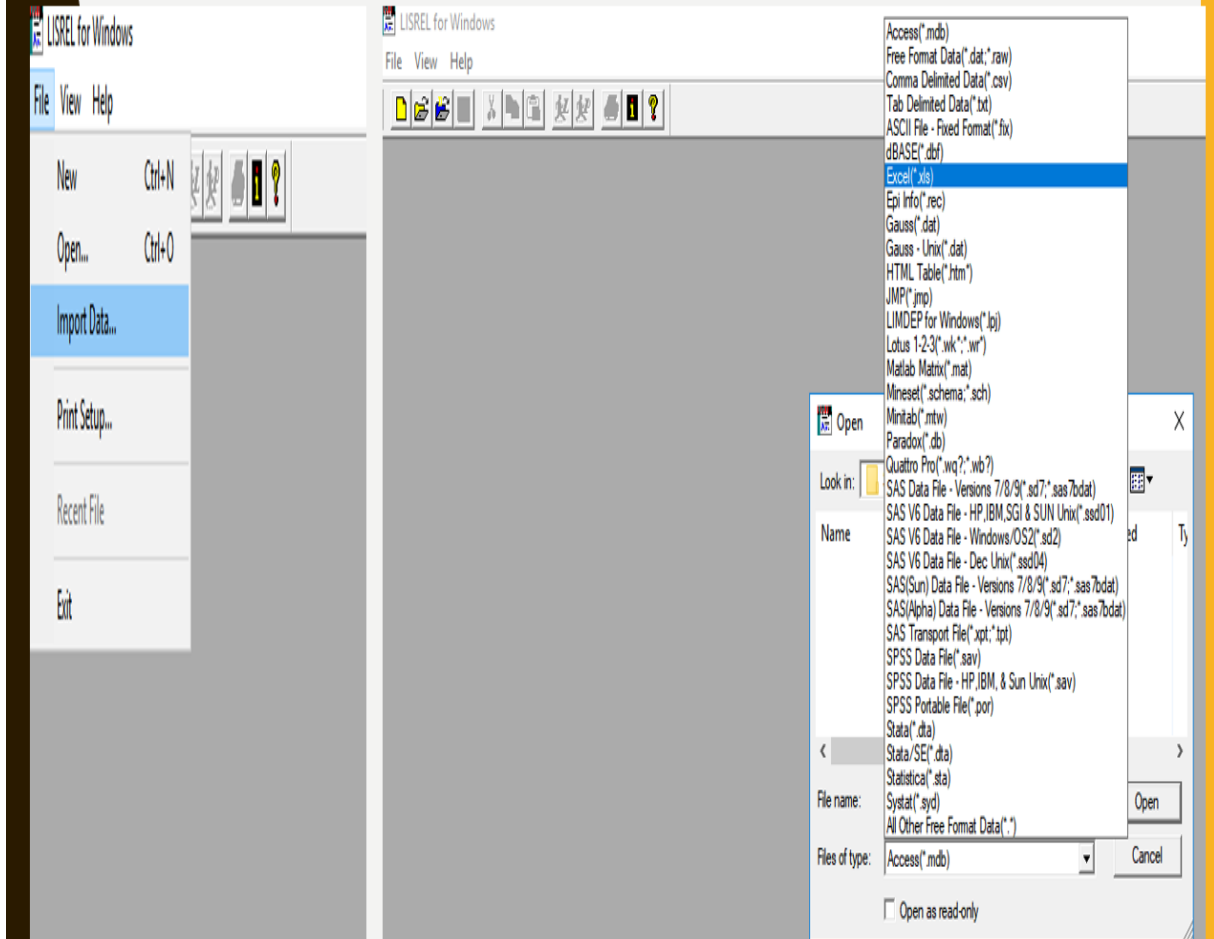 LISREL for Windows
File View Help
New Ctrl+N
Open... Ctrl+O
Import Data...
Print Setup...
Recent File
Exit
LISREL for Windows
File View Help
Access(*.mdb)
Free Format Data(*.dat;*.raw)
Comma Delimited Data(*.csv)
Tab Delimited Data(*.txt)
ASCII File - Fixed Format(*.fix)
dBASE(*.dbf)
Excel(*.xls)
Epi Info(*.rec)
Gauss(*.dat)
Gauss - Unix(*.dat)
HTML Table(*.htm*)
JMP(*.jmp)
LIMDEP for Windows(*.lpj)
Lotus 1-2-3(*.wk*;*.wr*)
Matlab Matrix(*.mat)
Mineset(*.schema;*.sch)
Minitab(*.mtw)
Paradox(*.db)
Quattro Pro(*.wq?;*.wb?)
SAS Data File - Versions 7/8/9(*.sd7;*.sas7bdat)
SAS V6 Data File - HP,IBM,SGI & SUN Unix(*.ssd01)
SAS V6 Data File - Windows/OS2(*.sd2)
SAS V6 Data File - Dec Unix(*.ssd04)
SAS(Sun) Data File - Versions 7/8/9(*.sd7;*.sas7bdat)
SAS(Alpha) Data File - Versions 7/8/9(*.sd7;*.sas7bdat)
SAS Transport File(*.xpt;*.tpt)
SPSS Data File(*.sav)
SPSS Data File - HP,IBM, & Sun Unix(*.sav)
SPSS Portable File(*.por)
Stata(*.dta)
Stata/SE(*.dta)
Statistica(*.sta)
Systat(*.syd)
All Other Free Format Data(*.*)
Open
Look in:
Name ed Ty
File name: Open
Files of type: Access(*.mdb) Cancel
Open as read-only